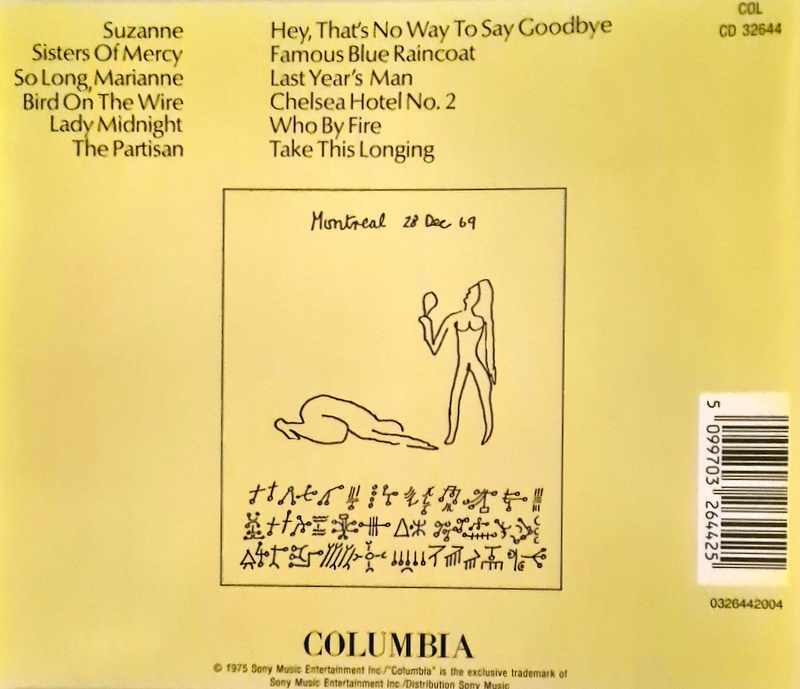 Suzanne
Sisters Of Mercy
So Long, Marianne
Bird On The Wire
Lady Midnight
The Partisan
Hey, That's No Way To Say Goodbye
Famous Blue Raincoat
Last Year's Man
Chelsea Hotel No. 2
Who By Fire
Take This Longing
COL
CD 32644
Montreal 28 Dec 69
5 099703 264425
0326442004
COLUMBIA
© 1975 Sony Music Entertainment Inc./"Columbia" is the exclusive trademark of
Sony Music Entertainment Inc./Distribution Sony Music